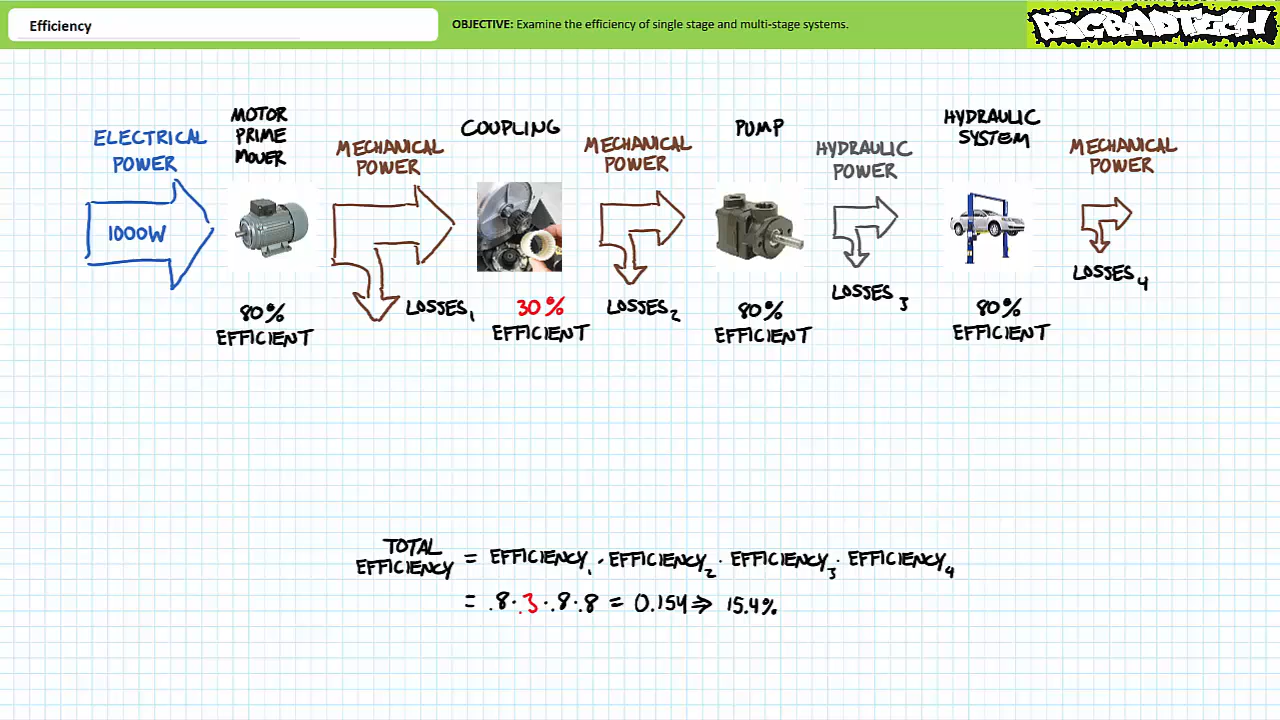 Efficiency
OBJECTIVE: Examine the efficiency of single stage and multi-stage systems.
BIGBADTECH
ELECTRICAL
POWER
1000W
MOTOR
PRIME
MOVER
80%
EFFICIENT
MECHANICAL
POWER
LOSSES1
COUPLING
30%
EFFICIENT
MECHANICAL
POWER
LOSSES2
PUMP
80%
EFFICIENT
HYDRAULIC
POWER
LOSSES3
HYDRAULIC
SYSTEM
80%
EFFICIENT
MECHANICAL
POWER
LOSSES4
TOTAL
EFFICIENCY = EFFICIENCY1 · EFFICIENCY2 · EFFICIENCY3 · EFFICIENCY4
= .8 · .3 · .8 · .8 = 0.154 ⇒ 15.4%